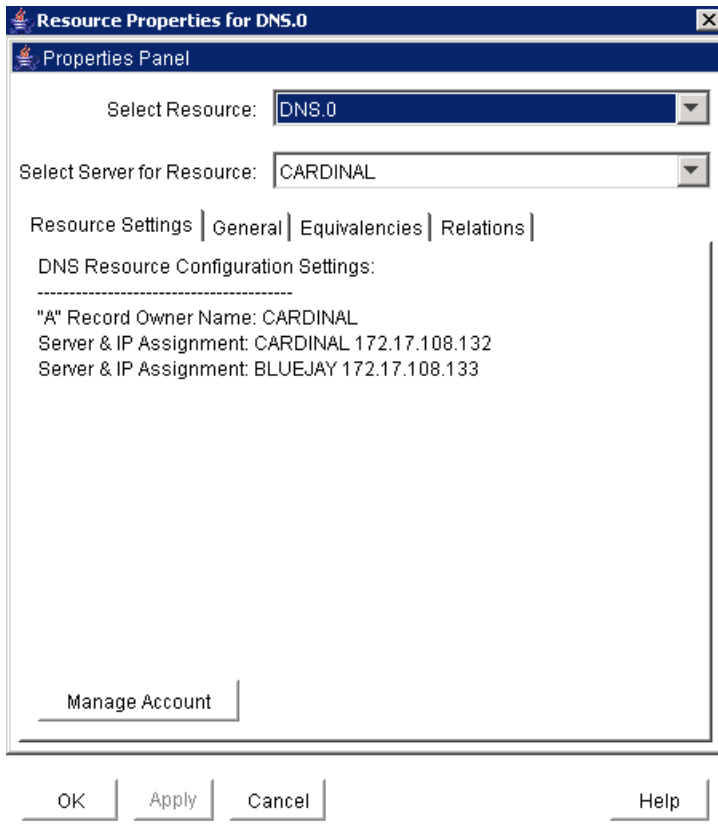 Resource Properties for DNS.0
Properties Panel
Select Resource: DNS.0
Select Server for Resource: CARDINAL
Resource Settings General Equivalencies Relations
DNS Resource Configuration Settings:
----------------------------------------
"A" Record Owner Name: CARDINAL
Server & IP Assignment: CARDINAL 172.17.108.132
Server & IP Assignment: BLUEJAY 172.17.108.133
Manage Account
OK Apply Cancel Help